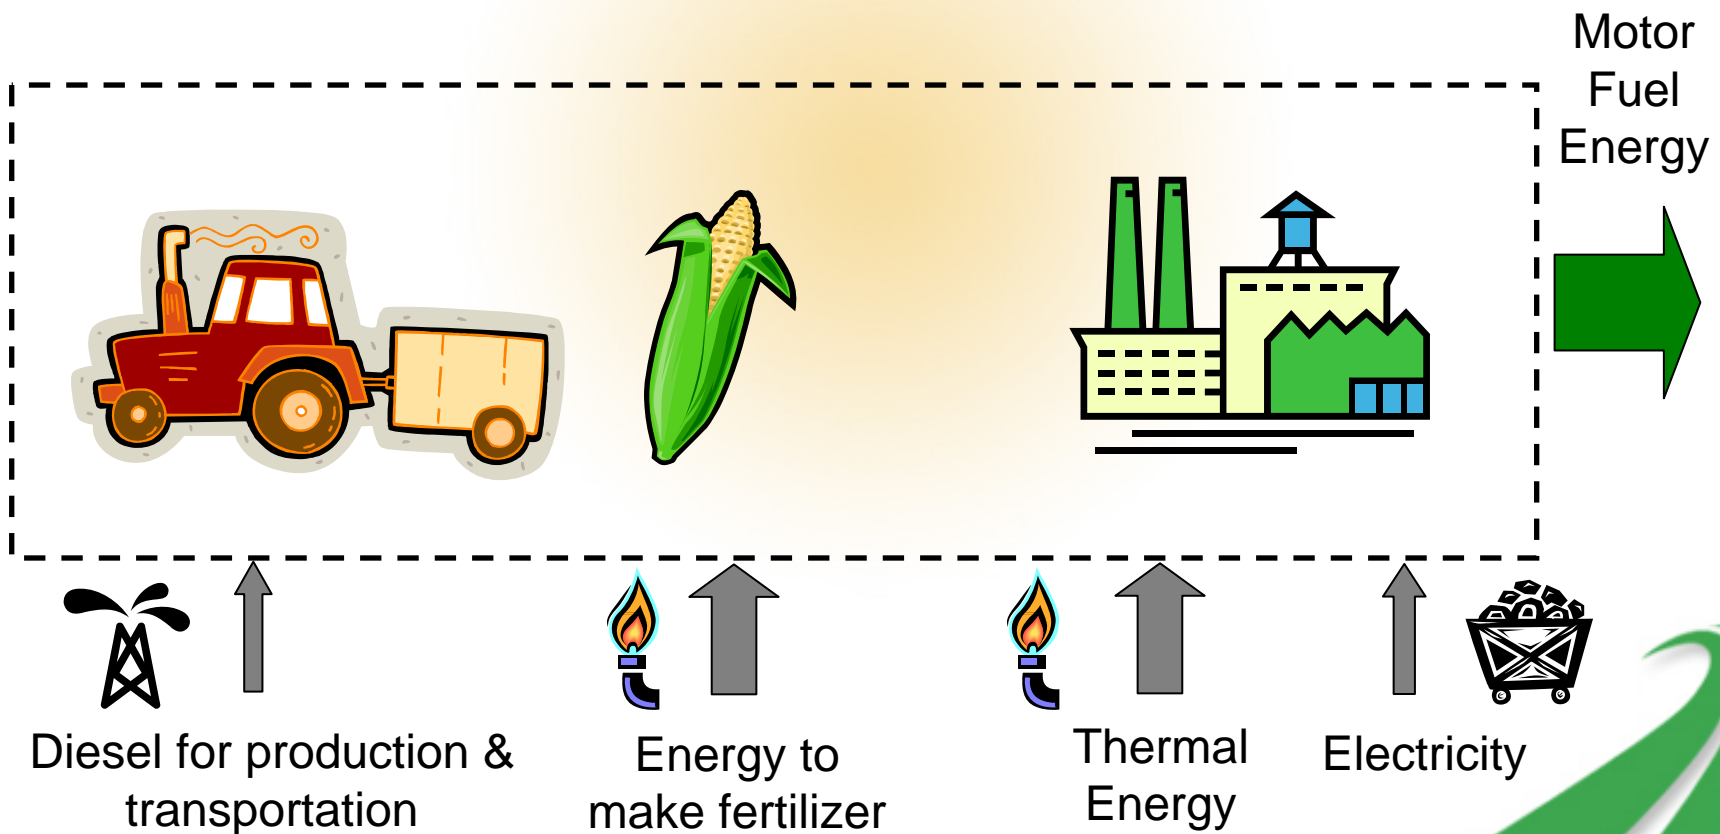 Motor
Fuel
Energy
Diesel for production &
transportation
Energy to
make fertilizer
Thermal
Energy
Electricity